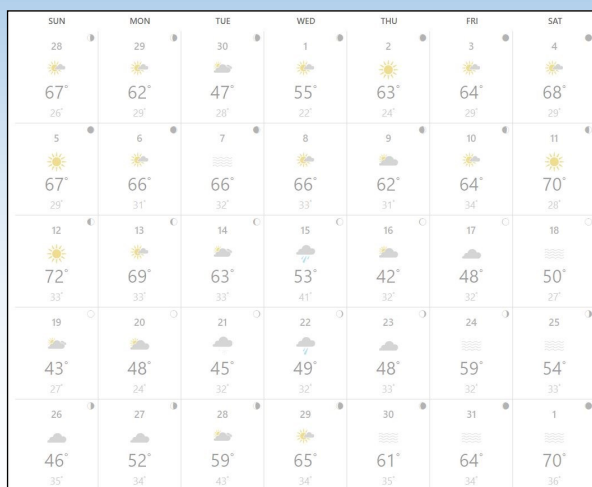 SUN MON TUE WED THU FRI SAT
28 29 30 1 2 3 4
67° 62° 47° 55° 63° 64° 68°
26° 29° 28° 22° 24° 29° 29°
5 6 7 8 9 10 11
67° 66° 66° 66° 62° 64° 70°
29° 31° 32° 33° 31° 34° 28°
12 13 14 15 16 17 18
72° 69° 63° 53° 42° 48° 50°
33° 33° 33° 41° 32° 32° 27°
19 20 21 22 23 24 25
43° 48° 45° 49° 48° 59° 54°
27° 24° 32° 32° 33° 32° 33°
26 27 28 29 30 31 1
46° 52° 59° 65° 61° 64° 70°
35° 34° 43° 34° 35° 34° 36°